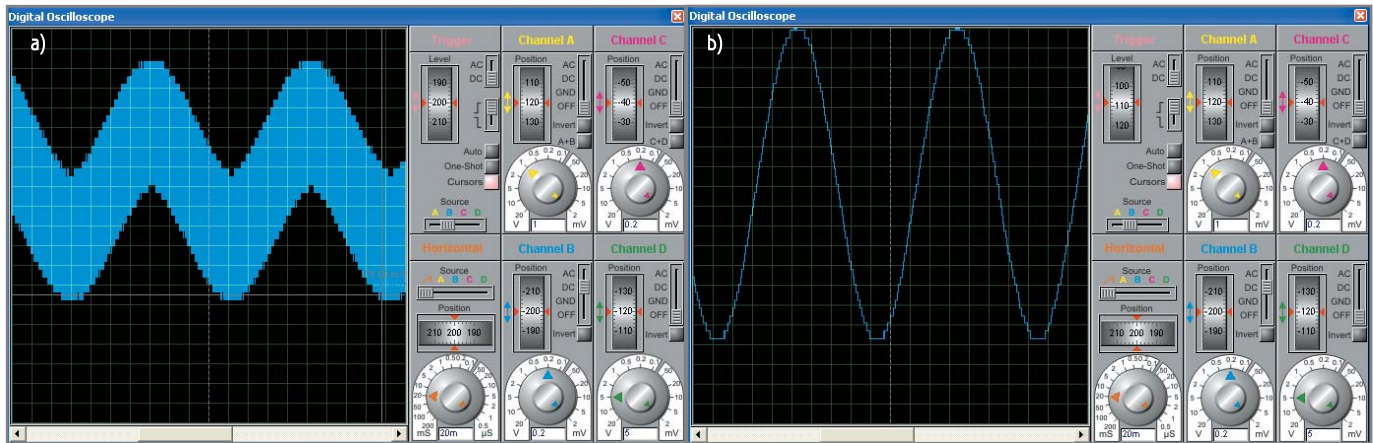 Digital Oscilloscope
a)
Trigger
Level
190
200
210
AC
DC
Auto
One-Shot
Cursors
Source
A B C D
Channel A
Position
110
120
130
AC
DC
GND
OFF
Invert
A+B
V 1 mV
Channel C
Position
-50
-40
-30
AC
DC
GND
OFF
Invert
C+D
V 0.2 mV
Horizontal
Source
A B C D
Position
210 200 190
mS 20m µS
Channel B
Position
-210
-200
-190
AC
DC
GND
OFF
Invert
V 0.2 mV
Channel D
Position
-130
-120
-110
AC
DC
GND
OFF
Invert
V 5 mV
Digital Oscilloscope
b)
Trigger
Level
100
110
120
AC
DC
Auto
One-Shot
Cursors
Source
A B C D
Channel A
Position
110
120
130
AC
DC
GND
OFF
Invert
A+B
V 1 mV
Channel C
Position
-50
-40
-30
AC
DC
GND
OFF
Invert
C+D
V 0.2 mV
Horizontal
Source
A B C D
Position
210 200 190
mS 20m µS
Channel B
Position
-210
-200
-190
AC
DC
GND
OFF
Invert
V 0.2 mV
Channel D
Position
-130
-120
-110
AC
DC
GND
OFF
Invert
V 5 mV